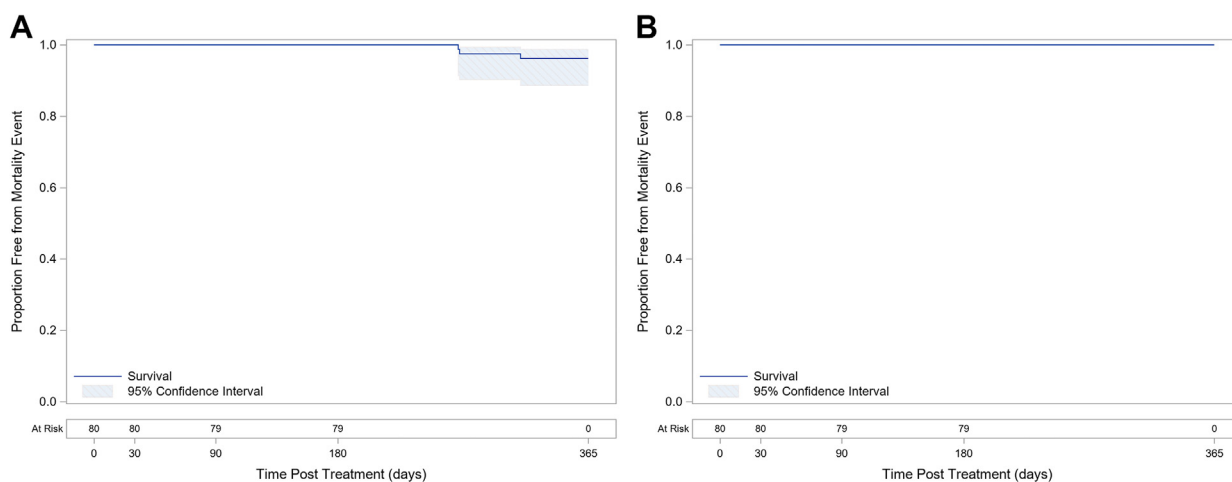 A
Proportion Free from Mortality Event
1.0
0.8
0.6
0.4
0.2
0.0
Survival
95% Confidence Interval
At Risk 80 80 79 79 0
0 30 90 180 365
Time Post Treatment (days)
B
Proportion Free from Mortality Event
1.0
0.8
0.6
0.4
0.2
0.0
Survival
95% Confidence Interval
At Risk 80 80 79 79 0
0 30 90 180 365
Time Post Treatment (days)